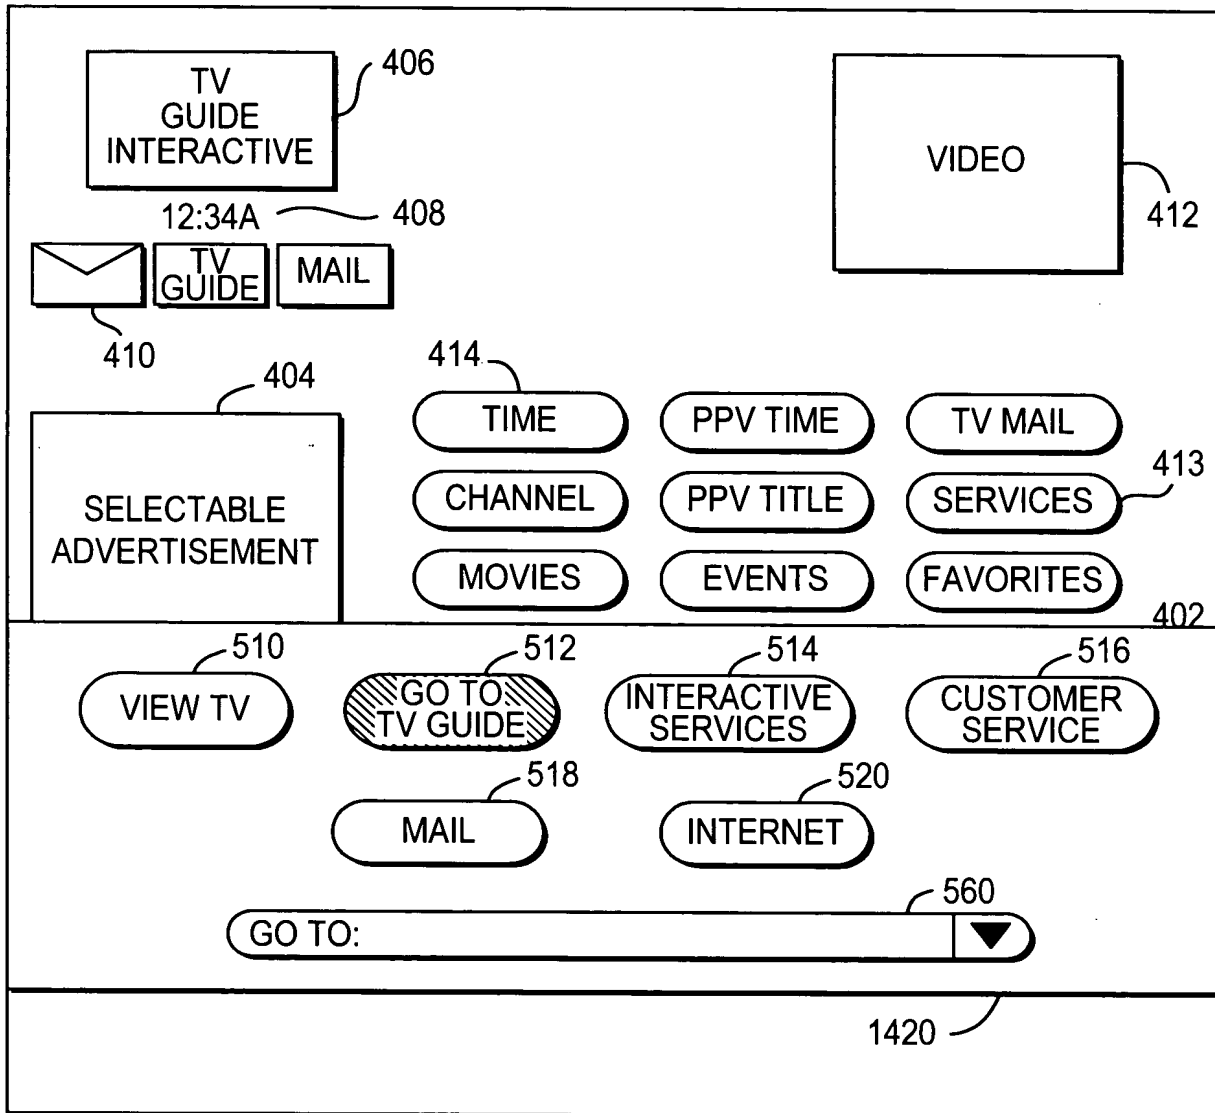 TV
GUIDE
INTERACTIVE
406
VIDEO
412
12:34A
408
TV
GUIDE
MAIL
410
404
414
SELECTABLE
ADVERTISEMENT
TIME
PPV TIME
TV MAIL
CHANNEL
PPV TITLE
SERVICES
413
MOVIES
EVENTS
FAVORITES
402
510
512
514
516
VIEW TV
GO TO
TV GUIDE
INTERACTIVE
SERVICES
CUSTOMER
SERVICE
518
520
MAIL
INTERNET
560
GO TO:
1420